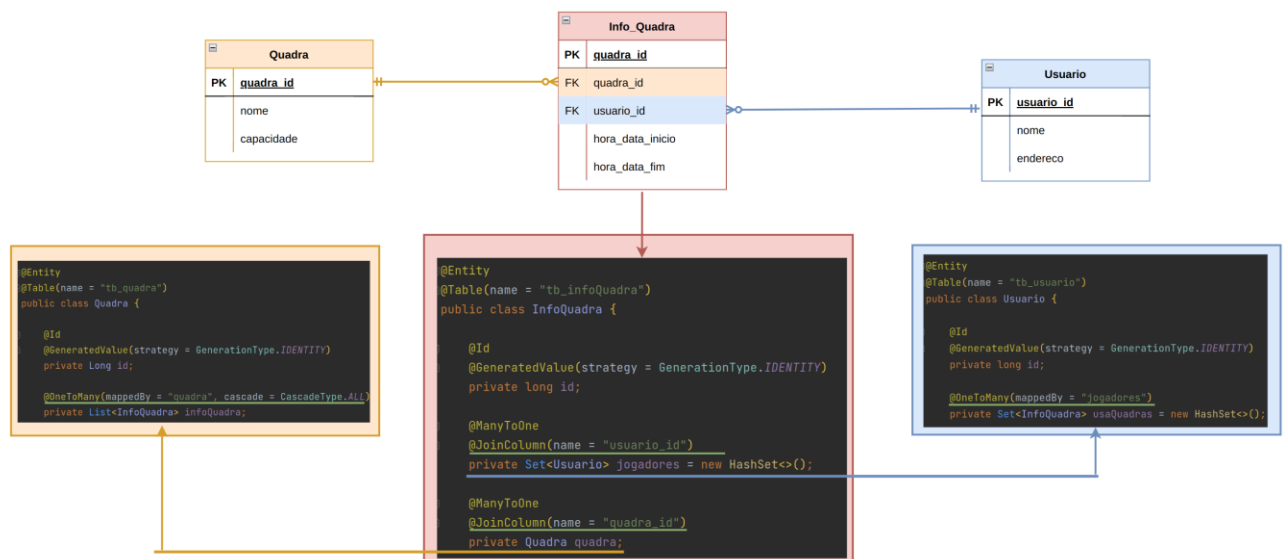 Quadra
PK quadra_id
nome
capacidade
Info_Quadra
PK quadra_id
FK quadra_id
FK usuario_id
hora_data_inicio
hora_data_fim
Usuario
PK usuario_id
nome
endereco
@Entity
@Table(name = "tb_quadra")
public class Quadra {
@Id
@GeneratedValue(strategy = GenerationType.IDENTITY)
private Long id;
@OneToMany(mappedBy = "quadra", cascade = CascadeType.ALL)
private List<InfoQuadra> infoQuadra;
@Entity
@Table(name = "tb_infoQuadra")
public class InfoQuadra {
@Id
@GeneratedValue(strategy = GenerationType.IDENTITY)
private long id;
@ManyToOne
@JoinColumn(name = "usuario_id")
private Set<Usuario> jogadores = new HashSet<>();
@ManyToOne
@JoinColumn(name = "quadra_id")
private Quadra quadra;
@Entity
@Table(name = "tb_usuario")
public class Usuario {
@Id
@GeneratedValue(strategy = GenerationType.IDENTITY)
private long id;
@OneToMany(mappedBy = "jogadores")
private Set<InfoQuadra> usaQuadras = new HashSet<>();